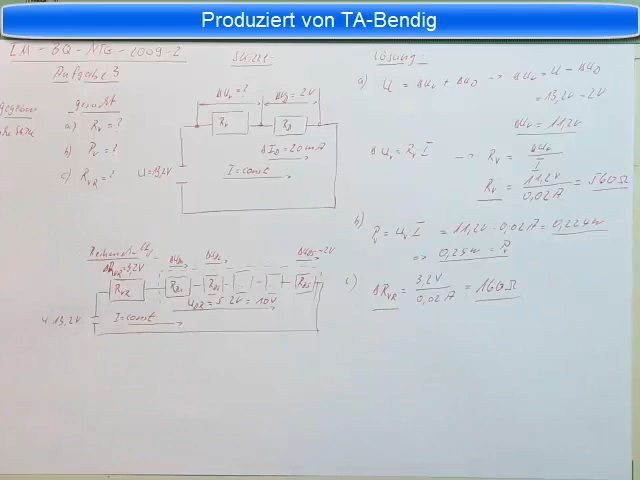 Produziert von TA-Bendig
IM-BQ-NTG-2009-2
Aufgabe 3
Skizze
Lösung:
gegeben
siehe Skizze
gesucht
a) Rv = ?
b) Pv = ?
c) RvR = ?
ΔUv = ?
ΔUD = 2V
Rv
RD
ΔID = 20mA
U=13,2V
I = const
a) U = ΔUv + ΔUD → ΔUv = U - ΔUD
= 13,2V - 2V
ΔUv = 11,2V
ΔUv = Rv I → Rv = ΔUv / I
Rv = 11,2V / 0,02A = 560Ω
b) Pv = Uv I = 11,2V · 0,02A = 0,224W
=> 0,25W = Pv
ΔUD5=2V
RvR
RD1
RD2
RD5
UDR = 5 · 2V = 10V
13,2V
I = const
c) ΔRVR = 3,2V / 0,02A = 160Ω